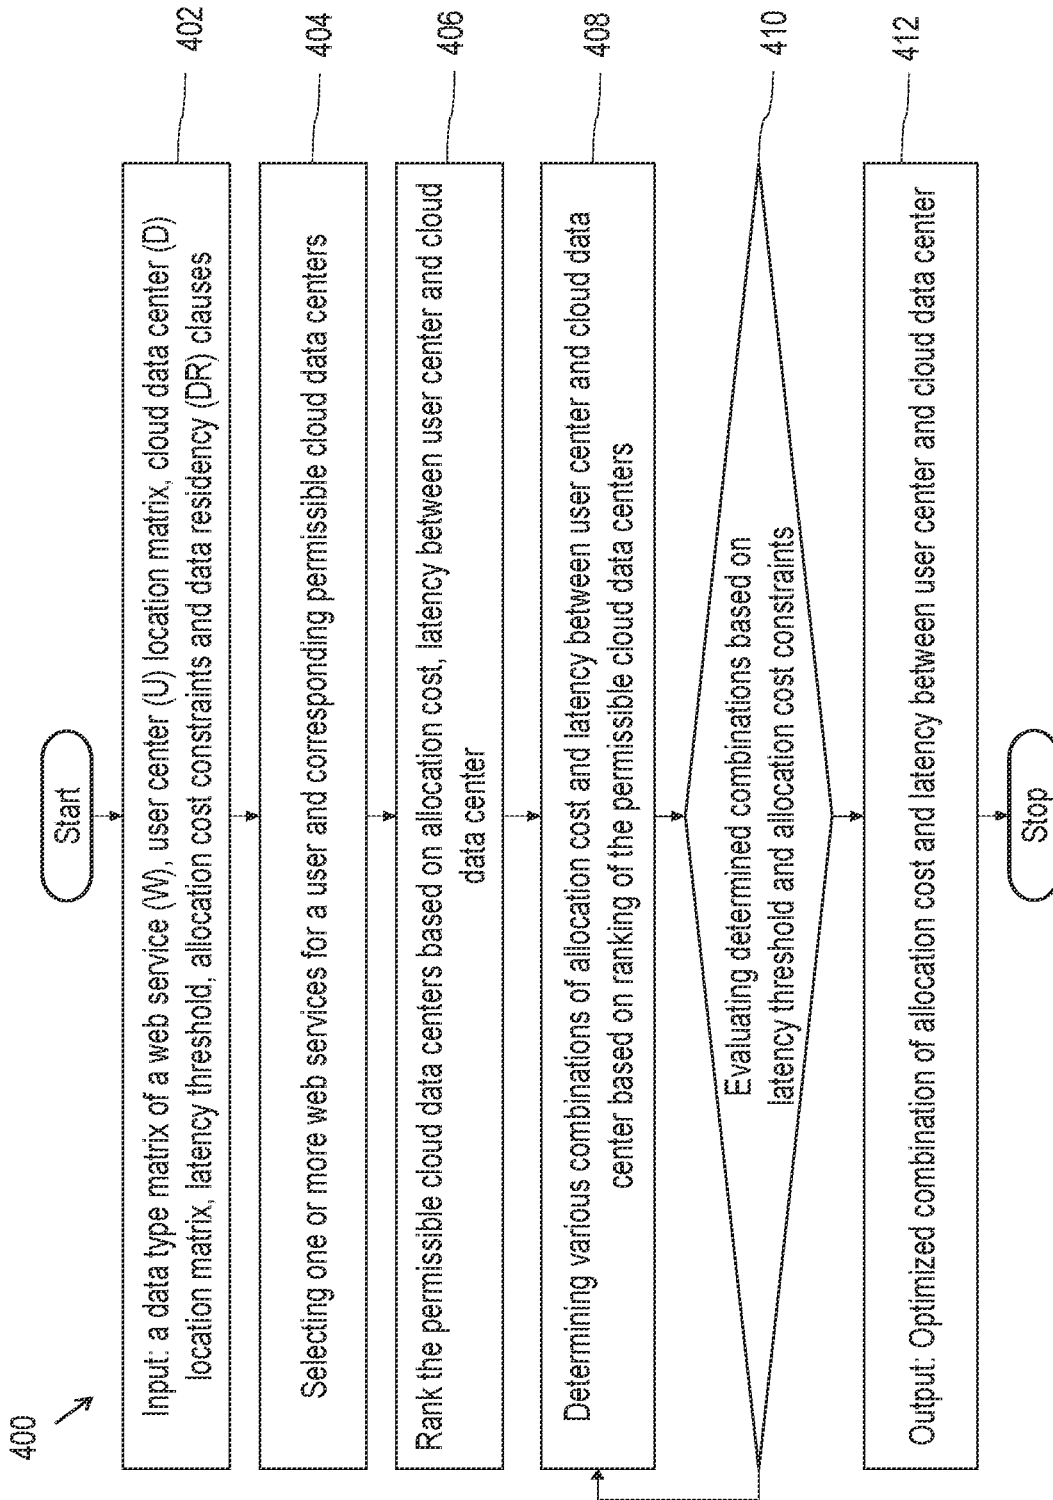 400
Start
Input: a data type matrix of a web service (W), user center (U) location matrix, cloud data center (D)
location matrix, latency threshold, allocation cost constraints and data residency (DR) clauses
402
Selecting one or more web services for a user and corresponding permissible cloud data centers
404
Rank the permissible cloud data centers based on allocation cost, latency between user center and cloud
data center
406
Determining various combinations of allocation cost and latency between user center and cloud data
center based on ranking of the permissible cloud data centers
408
Evaluating determined combinations based on
latency threshold and allocation cost constraints
410
Output: Optimized combination of allocation cost and latency between user center and cloud data center
412
Stop